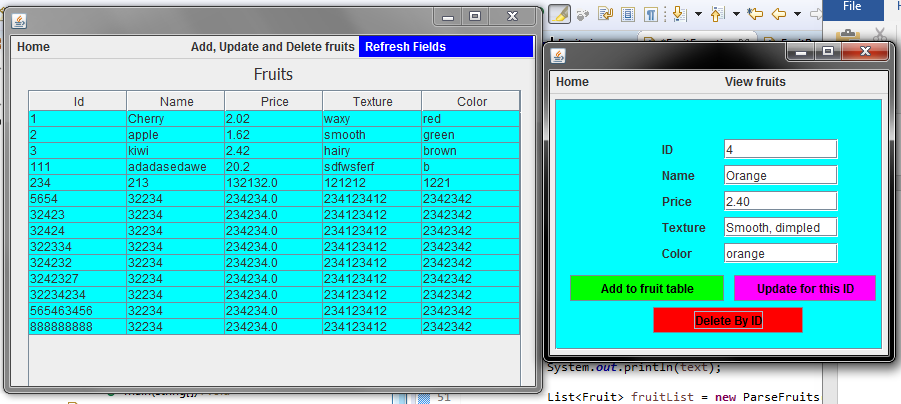 Home Add, Update and Delete fruits Refresh Fields
Fruits
Id Name Price Texture Color
1 Cherry 2.02 waxy red
2 apple 1.62 smooth green
3 kiwi 2.42 hairy brown
111 adadasedawe 20.2 sdfwsferf b
234 213 132132.0 121212 1221
5654 32234 234234.0 234123412 2342342
32423 32234 234234.0 234123412 2342342
32424 32234 234234.0 234123412 2342342
322334 32234 234234.0 234123412 2342342
324232 32234 234234.0 234123412 2342342
3242327 32234 234234.0 234123412 2342342
32234234 32234 234234.0 234123412 2342342
565463456 32234 234234.0 234123412 2342342
888888888 32234 234234.0 234123412 2342342
File
Home View fruits
ID 4
Name Orange
Price 2.40
Texture Smooth, dimpled
Color orange
Add to fruit table Update for this ID
Delete By ID
System.out.println(text);
51 List<Fruit> fruitList = new ParseFruits